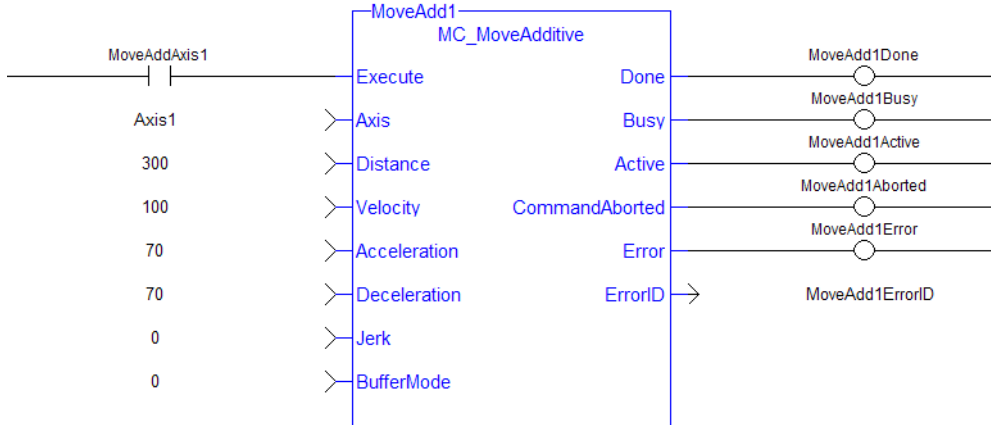 MoveAdd1
MC_MoveAdditive
MoveAddAxis1 Execute Done MoveAdd1Done
Axis1 Axis Busy MoveAdd1Busy
300 Distance Active MoveAdd1Active
100 Velocity CommandAborted MoveAdd1Aborted
70 Acceleration Error MoveAdd1Error
70 Deceleration ErrorID MoveAdd1ErrorID
0 Jerk
0 BufferMode